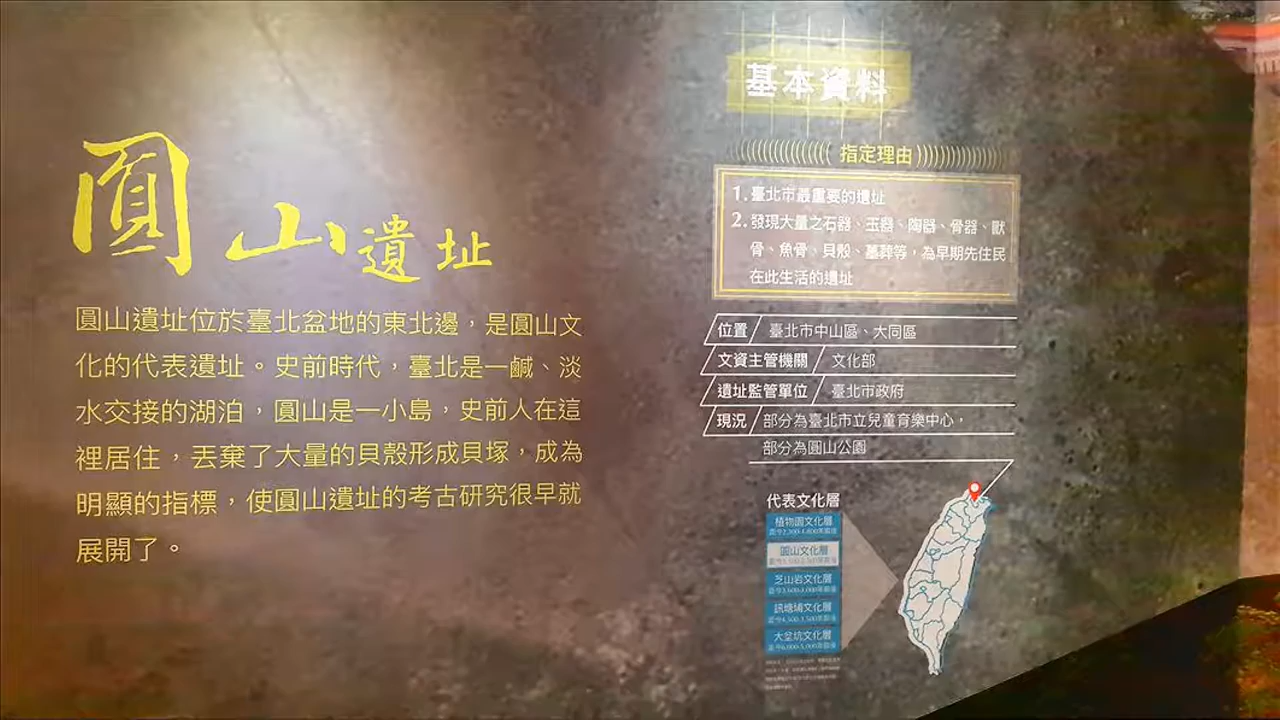 圓山遺址
圓山遺址位於臺北盆地的東北邊，是圓山文
化的代表遺址。史前時代，臺北是一鹹、淡
水交接的湖泊，圓山是一小島，史前人在這
裡居住，丟棄了大量的貝殼形成貝塚，成為
明顯的指標，使圓山遺址的考古研究很早就
展開了。
基本資料
指定理由
1.臺北市最重要的遺址
2.發現大量之石器、玉器、陶器、骨器、獸
骨、魚骨、貝殼、墓葬等，為早期先住民
在此生活的遺址
位置 臺北市中山區、大同區
文資主管機關 文化部
遺址監管單位 臺北市政府
現況 部分為臺北市立兒童育樂中心，
部分為圓山公園
代表文化層
植物園文化層
圓山文化層
芝山岩文化層
訊塘埔文化層
大坌坑文化層